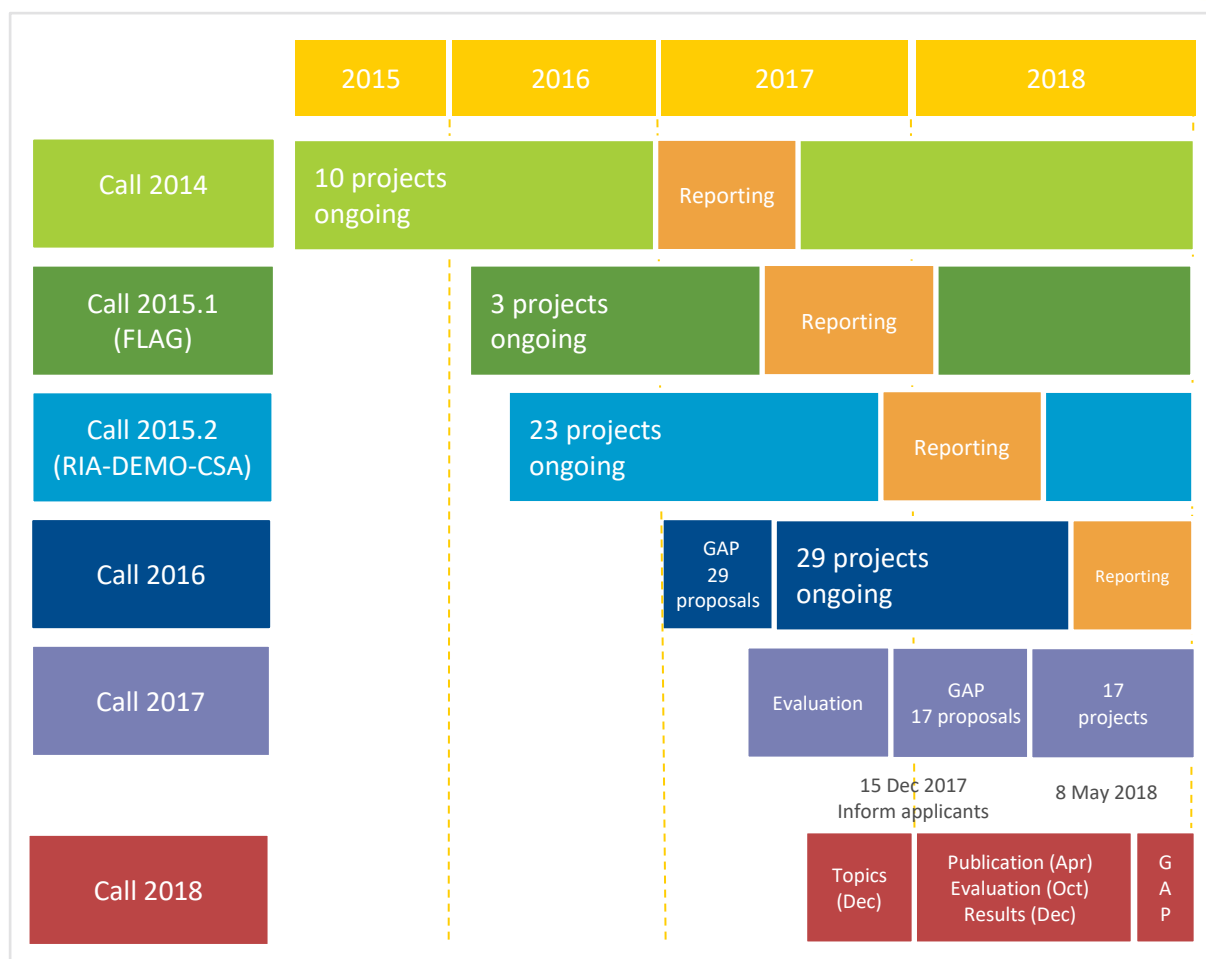 2015
2016
2017
2018
Call 2014
10 projects
ongoing
Reporting
Call 2015.1
(FLAG)
3 projects
ongoing
Reporting
Call 2015.2
(RIA-DEMO-CSA)
23 projects
ongoing
Reporting
Call 2016
GAP
29
proposals
29 projects
ongoing
Reporting
Call 2017
Evaluation
GAP
17 proposals
17
projects
15 Dec 2017
Inform applicants
8 May 2018
Call 2018
Topics
(Dec)
Publication (Apr)
Evaluation (Oct)
Results (Dec)
G
A
P